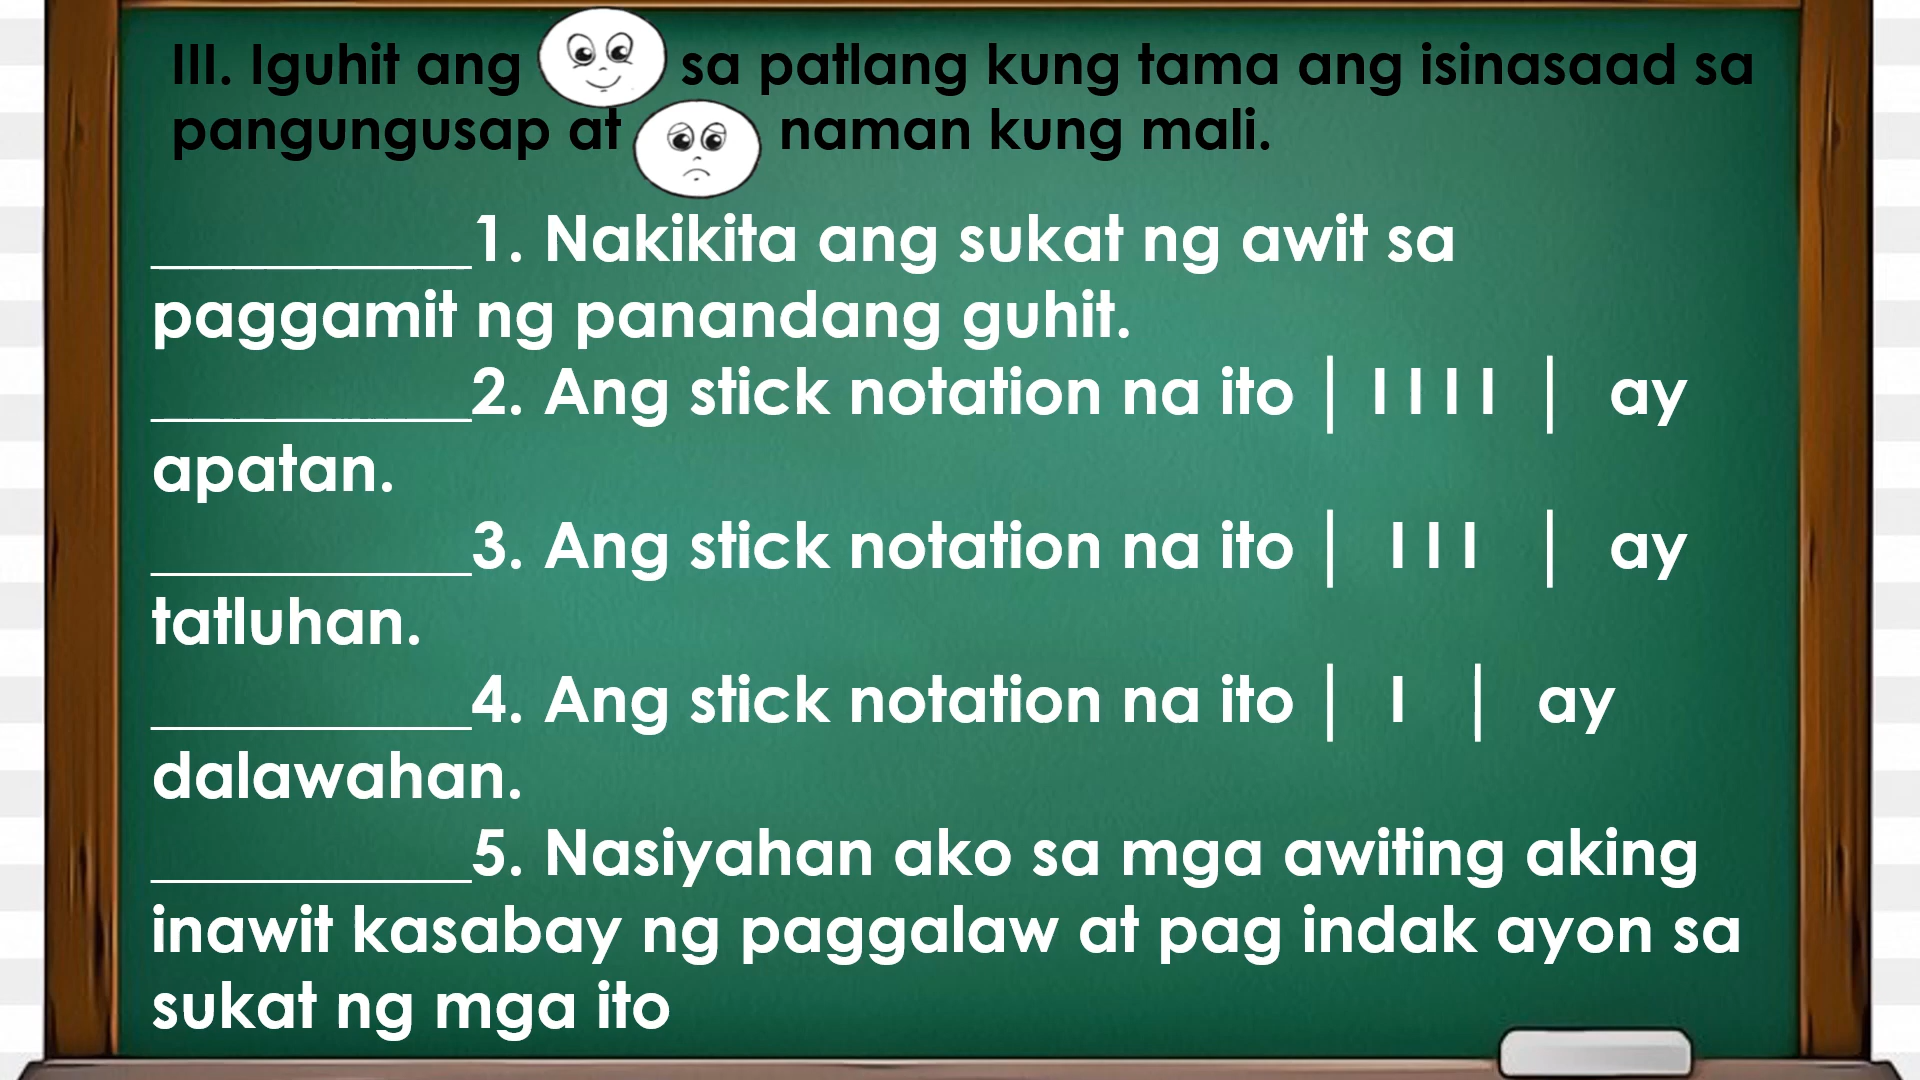 III. Iguhit ang sa patlang kung tama ang isinasaad sa
pangungusap at naman kung mali.
__________1. Nakikita ang sukat ng awit sa
paggamit ng panandang guhit.
__________2. Ang stick notation na ito | I I I I | ay
apatan.
__________3. Ang stick notation na ito | I I I | ay
tatluhan.
__________4. Ang stick notation na ito | I | ay
dalawahan.
__________5. Nasiyahan ako sa mga awiting aking
inawit kasabay ng paggalaw at pag indak ayon sa
sukat ng mga ito